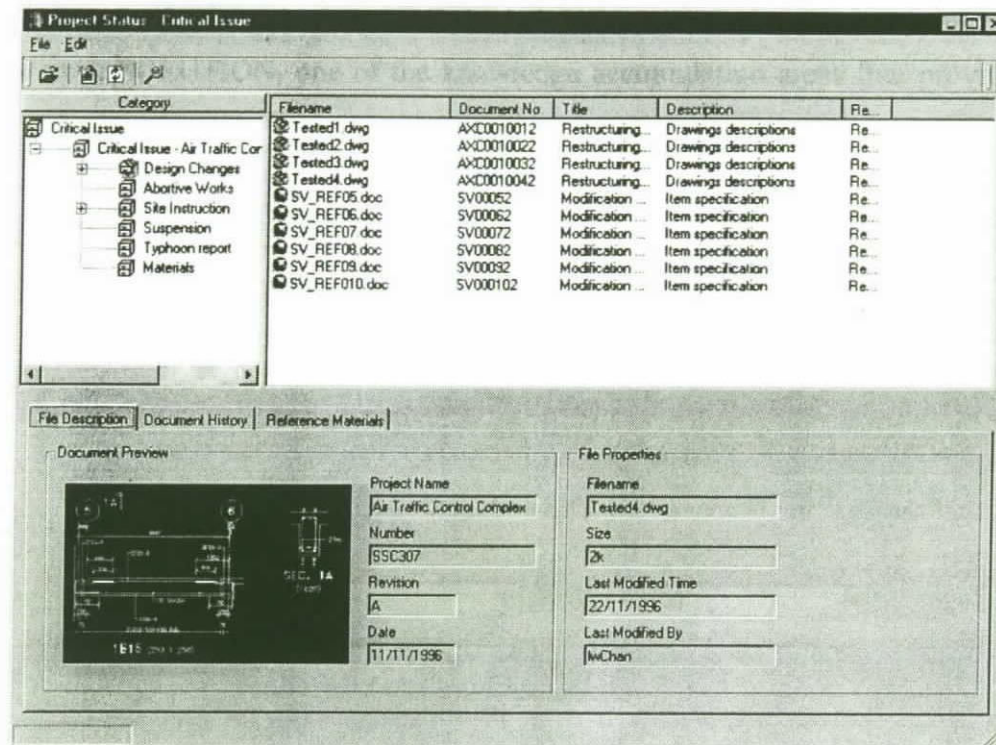 Project Status - Critical Issue
File Edit
Category
Critical Issue
Critical Issue - Air Traffic Cor
Design Changes
Abortive Works
Site Instruction
Suspension
Typhoon report
Materials
Filename Document No Title Description Re...
Tested1.dwg AXC0010012 Restructuring... Drawings descriptions Re...
Tested2.dwg AXC0010022 Restructuring... Drawings descriptions Re...
Tested3.dwg AXC0010032 Restructuring... Drawings descriptions Re...
Tested4.dwg AXC0010042 Restructuring... Drawings descriptions Re...
SV_REF05.doc SV00052 Modification ... Item specification Re...
SV_REF06.doc SV00062 Modification ... Item specification Re...
SV_REF07.doc SV00072 Modification ... Item specification Re...
SV_REF08.doc SV00082 Modification ... Item specification Re...
SV_REF09.doc SV00092 Modification ... Item specification Re...
SV_REF010.doc SV000102 Modification ... Item specification Re...
File Description Document History Reference Materials
Document Preview
SEC. 1A
1B15
Project Name
Air Traffic Control Complex
Number
SSC307
Revision
A
Date
11/11/1996
File Properties
Filename
Tested4.dwg
Size
2k
Last Modified Time
22/11/1996
Last Modified By
IwChan